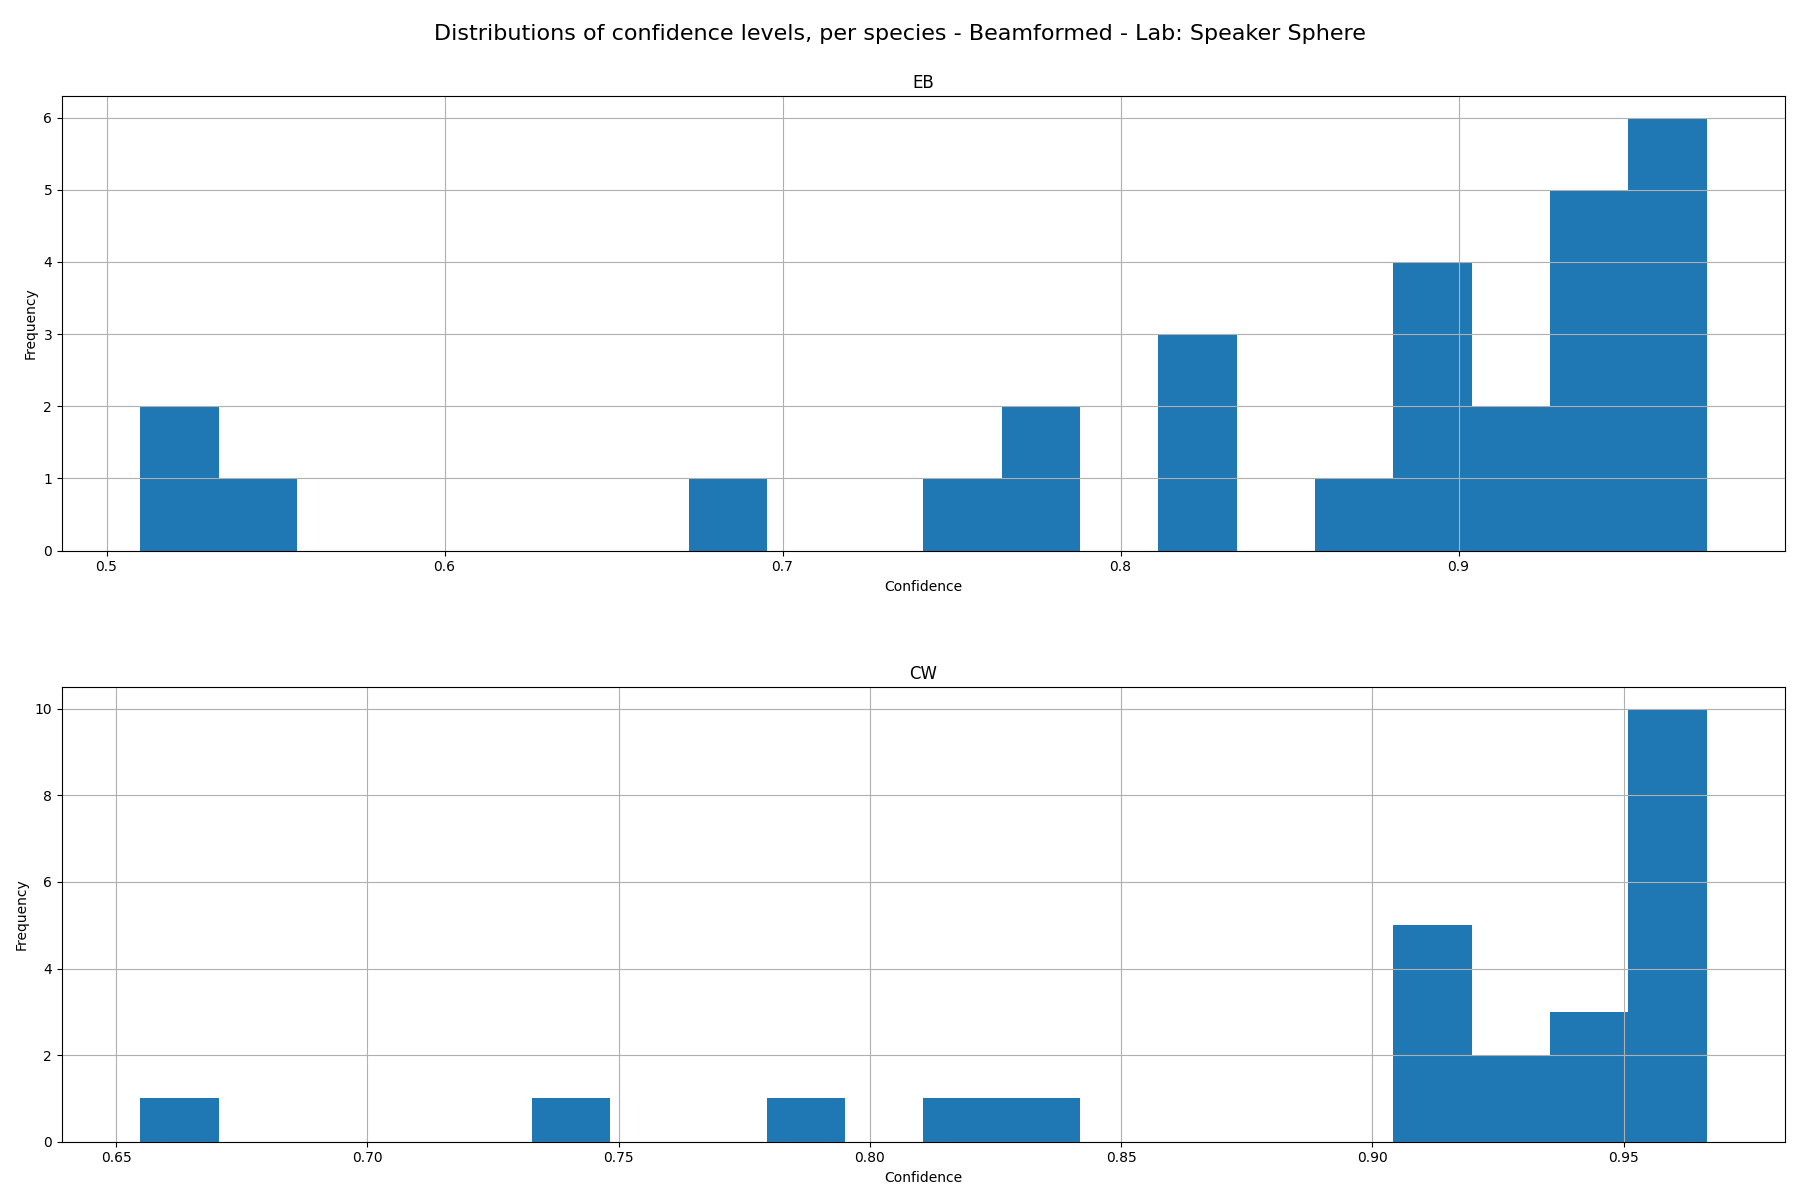 Distributions of confidence levels, per species - Beamformed - Lab: Speaker Sphere
EB
6
5
4
3
2
1
0
Frequency
0.5 0.6 0.7 0.8 0.9
Confidence
CW
10
8
6
4
2
0
Frequency
0.65 0.70 0.75 0.80 0.85 0.90 0.95
Confidence